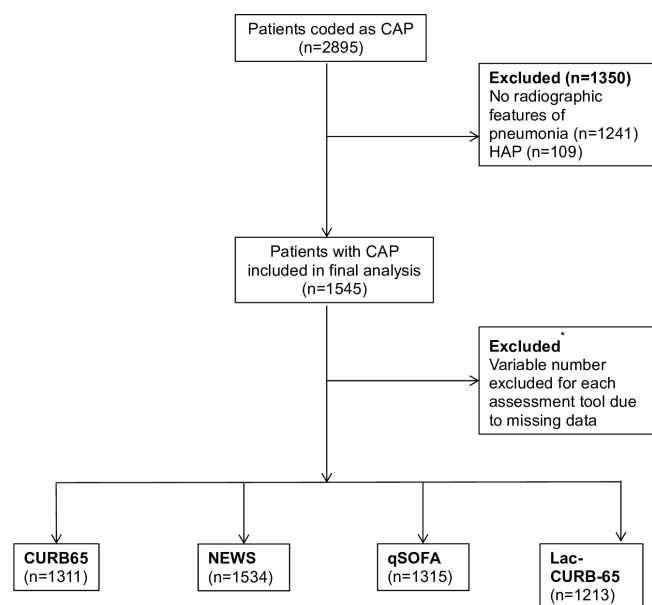 Patients coded as CAP
(n=2895)
Excluded (n=1350)
No radiographic
features of
pneumonia (n=1241)
HAP (n=109)
Patients with CAP
included in final analysis
(n=1545)
Excluded*
Variable number
excluded for each
assessment tool due
to missing data
CURB65
(n=1311)
NEWS
(n=1534)
qSOFA
(n=1315)
Lac-
CURB-65
(n=1213)